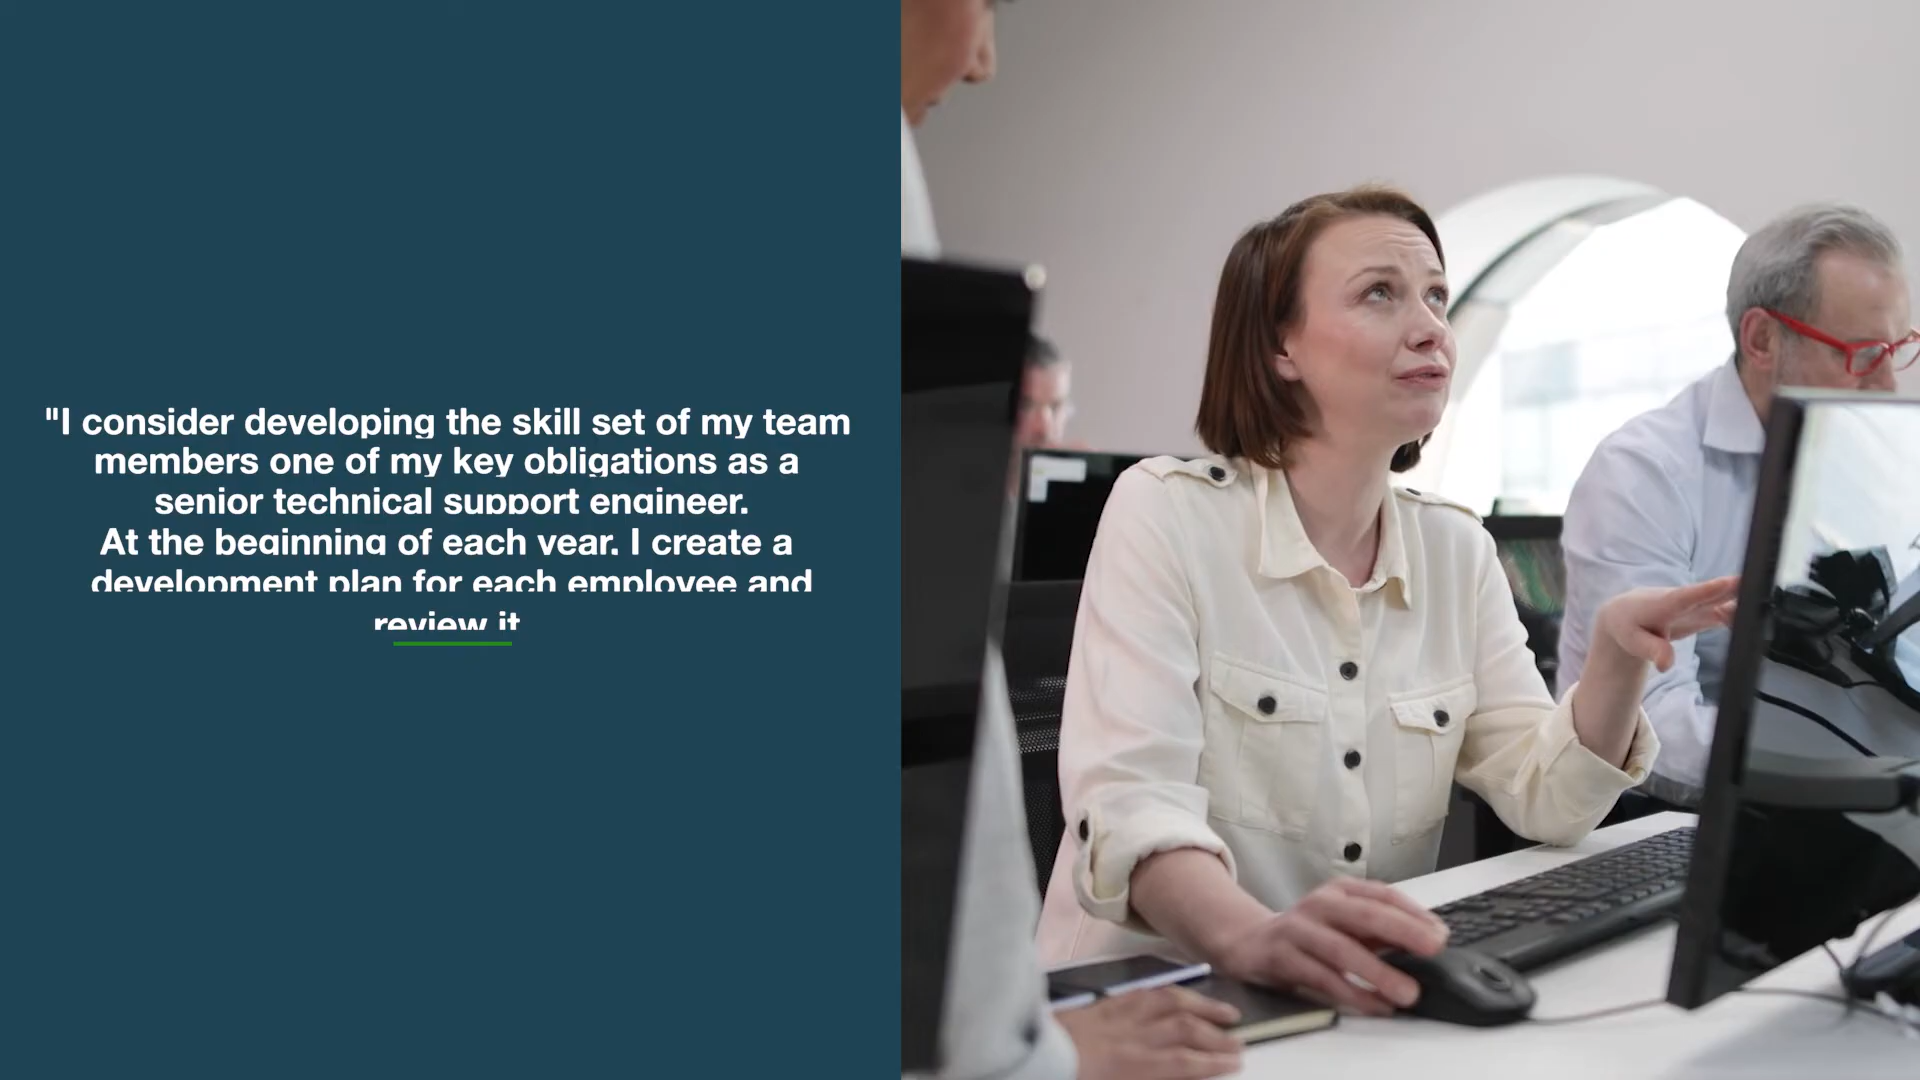 "I consider developing the skill set of my team
members one of my key obligations as a
senior technical support engineer.
At the beginning of each year, I create a
development plan for each employee and
review it